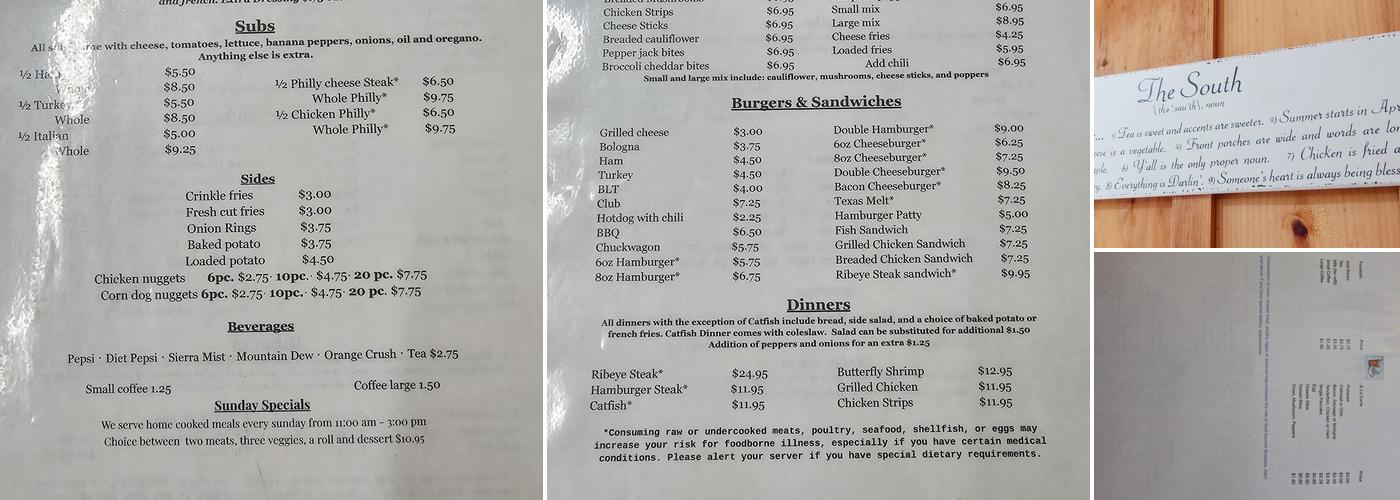 and french. Extra Dressing
Subs
All with cheese, tomatoes, lettuce, banana peppers, onions, oil and oregano.
Anything else is extra.
½ Ham $5.50
Whole $8.50
½ Turkey $5.50
Whole $8.50
½ Italian $5.00
Whole $9.25
½ Philly cheese Steak* $6.50
Whole Philly* $9.75
½ Chicken Philly* $6.50
Whole Philly* $9.75
Sides
Crinkle fries $3.00
Fresh cut fries $3.00
Onion Rings $3.75
Baked potato $3.75
Loaded potato $4.50
Chicken nuggets 6pc. $2.75· 10pc.· $4.75· 20 pc. $7.75
Corn dog nuggets 6pc. $2.75· 10pc.· $4.75· 20 pc. $7.75
Beverages
Pepsi · Diet Pepsi · Sierra Mist · Mountain Dew · Orange Crush · Tea $2.75
Small coffee 1.25 Coffee large 1.50
Sunday Specials
We serve home cooked meals every sunday from 11:00 am - 3:00 pm
Choice between two meats, three veggies, a roll and dessert $10.95
Breaded Mushrooms
Chicken Strips $6.95
Cheese Sticks $6.95
Breaded cauliflower $6.95
Pepper jack bites $6.95
Broccoli cheddar bites $6.95
Small mix $6.95
Large mix $8.95
Cheese fries $4.25
Loaded fries $5.95
Add chili $6.95
Small and large mix include: cauliflower, mushrooms, cheese sticks, and poppers
Burgers & Sandwiches
Grilled cheese $3.00
Bologna $3.75
Ham $4.50
Turkey $4.50
BLT $4.00
Club $7.25
Hotdog with chili $2.25
BBQ $6.50
Chuckwagon $5.75
6oz Hamburger* $5.75
8oz Hamburger* $6.75
Double Hamburger* $9.00
6oz Cheeseburger* $6.25
8oz Cheeseburger* $7.25
Double Cheeseburger* $9.50
Bacon Cheeseburger* $8.25
Texas Melt* $7.25
Hamburger Patty $5.00
Fish Sandwich $7.25
Grilled Chicken Sandwich $7.25
Breaded Chicken Sandwich $7.25
Ribeye Steak sandwich* $9.95
Dinners
All dinners with the exception of Catfish include bread, side salad, and a choice of baked potato or
french fries. Catfish Dinner comes with coleslaw. Salad can be substituted for additional $1.50
Addition of peppers and onions for an extra $1.25
Ribeye Steak* $24.95
Hamburger Steak* $11.95
Catfish* $11.95
Butterfly Shrimp $12.95
Grilled Chicken $11.95
Chicken Strips $11.95
*Consuming raw or undercooked meats, poultry, seafood, shellfish, or eggs may
increase your risk for foodborne illness, especially if you have certain medical
conditions. Please alert your server if you have special dietary requirements.
The South
\thə 'saủ th\, noun
1) Tea is sweet and accents are sweeter. 2) Summer starts in
is a vegetable. 4) Front porches are wide and words are
6) Y'all is the only proper noun. 7) Chicken is fried
8) Everything is Darlin'. 9) Someone's heart is always being